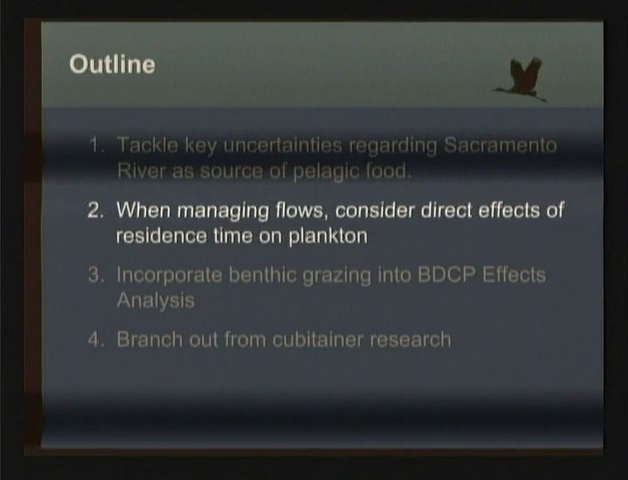 Outline
1. Tackle key uncertainties regarding Sacramento
River as source of pelagic food.
2. When managing flows, consider direct effects of
residence time on plankton
3. Incorporate benthic grazing into BDCP Effects
Analysis
4. Branch out from cubitainer research